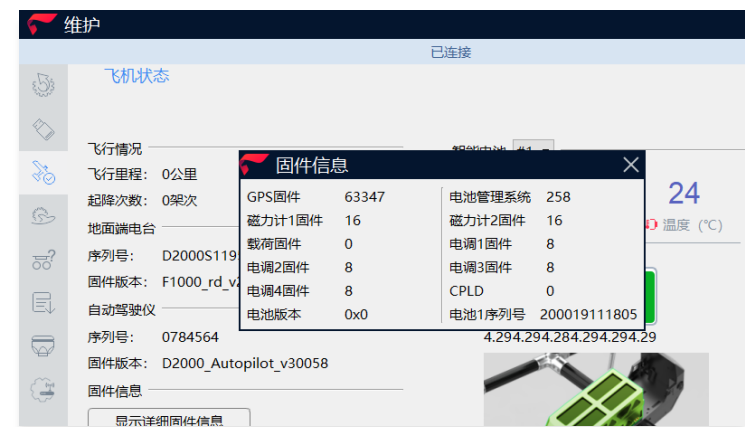 维护
已连接
飞机状态
飞行情况
飞行里程: 0公里
起降次数: 0架次
地面端电台
序列号: D2000S1195
固件版本: F1000_rd_v2
自动驾驶仪
序列号: 0784564
固件版本: D2000_Autopilot_v30058
固件信息
显示详细固件信息
智能电池 #1
24
温度 (℃)
固件信息
GPS固件 63347 电池管理系统 258
磁力计1固件 16 磁力计2固件 16
载荷固件 0 电调1固件 8
电调2固件 8 电调3固件 8
电调4固件 8 CPLD 0
电池版本 0x0 电池1序列号 200019111805
4.294.294.284.294.294.29